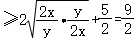 ⩾2√(2x/y • y/2x) + 5/2 = 9/2